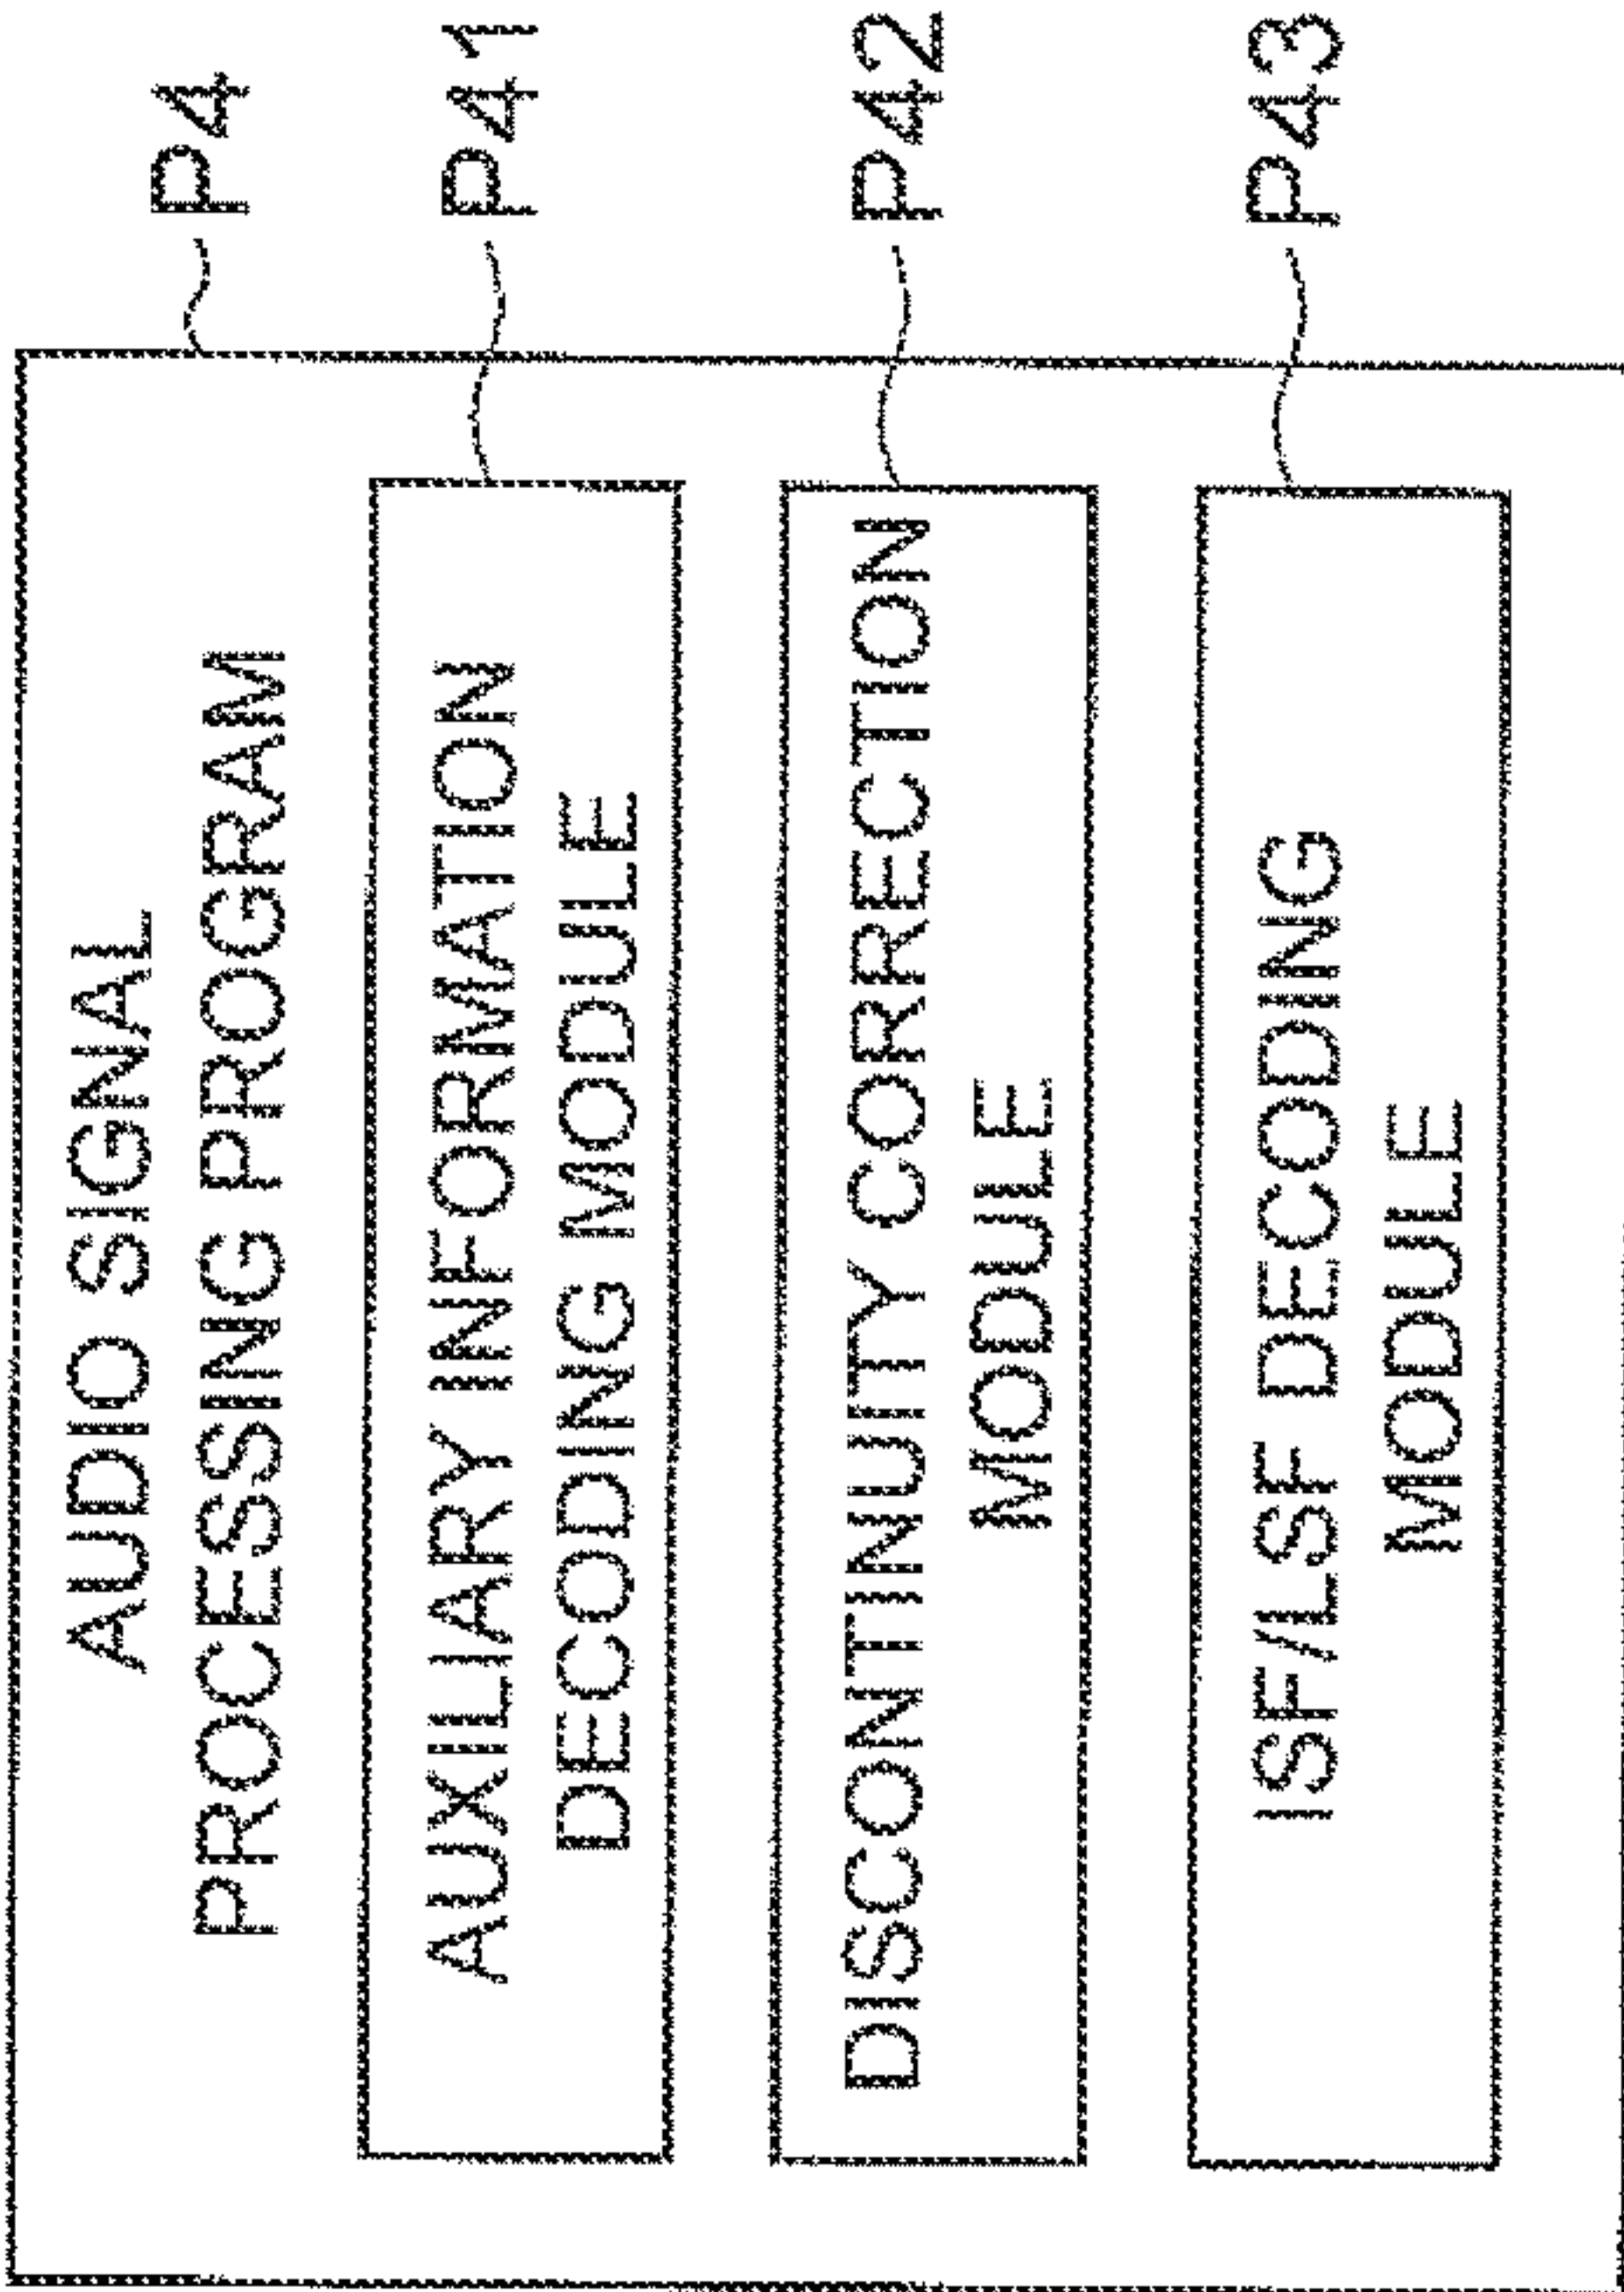 AUDIO SIGNAL
PROCESSING PROGRAM
P4
AUXILIARY INFORMATION
DECODING MODULE
P41
DISCONTINUITY CORRECTION
MODULE
P42
ISF/LSF DECODING
MODULE
P43